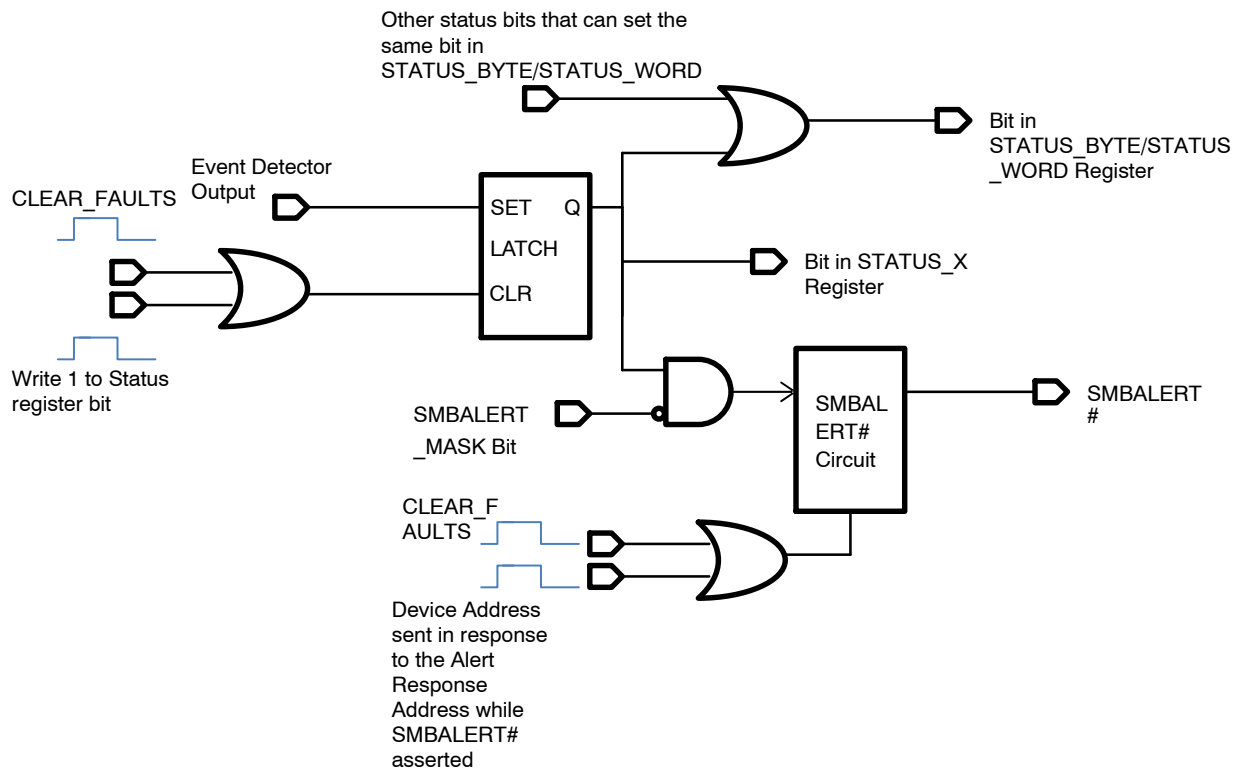 Other status bits that can set the
same bit in
STATUS_BYTE/STATUS_WORD
Bit in
STATUS_BYTE/STATUS
_WORD Register
Event Detector
Output
CLEAR_FAULTS
SET Q
LATCH
CLR
Bit in STATUS_X
Register
Write 1 to Status
register bit
SMBALERT
_MASK Bit
SMBAL
ERT#
Circuit
SMBALERT
#
CLEAR_F
AULTS
Device Address
sent in response
to the Alert
Response
Address while
SMBALERT#
asserted